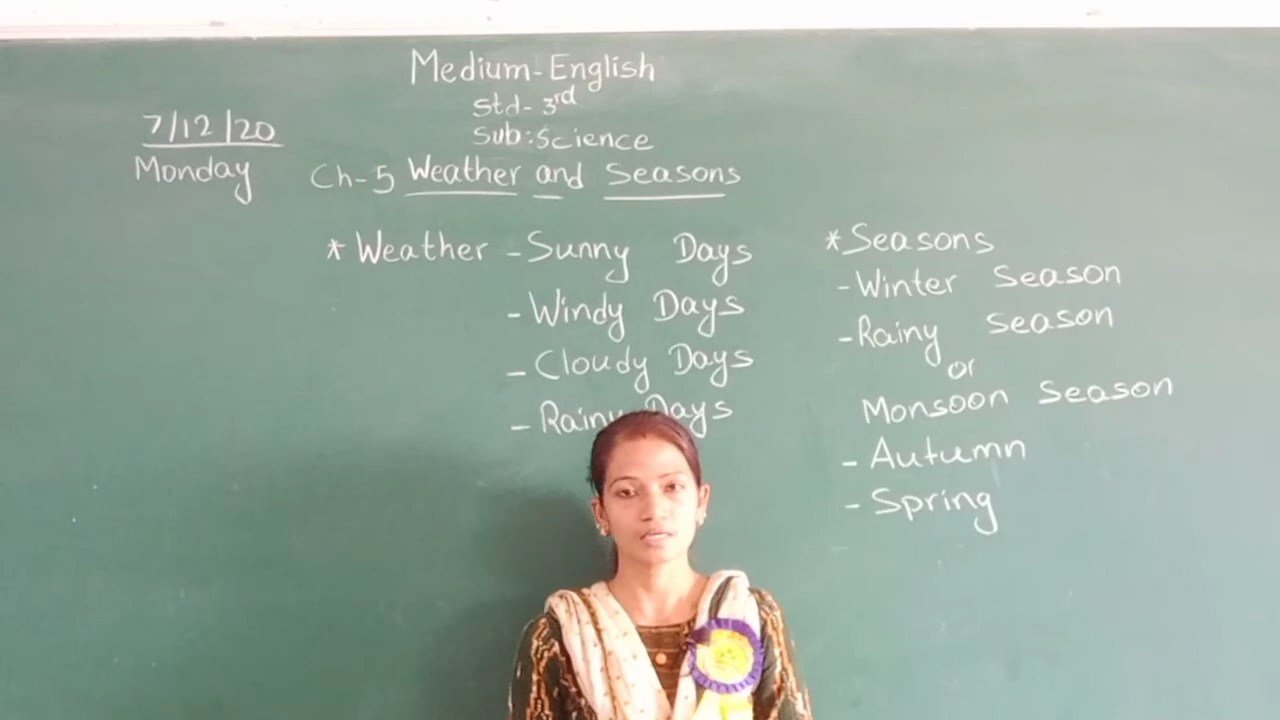 Medium-English
Std- 3rd
Sub:Science
7/12/20
Monday
Ch-5 Weather and Seasons
* Weather - Sunny Days
- Windy Days
- Cloudy Days
- Rainy Days
* Seasons
- Winter Season
- Rainy Season
or
Monsoon Season
- Autumn
- Spring